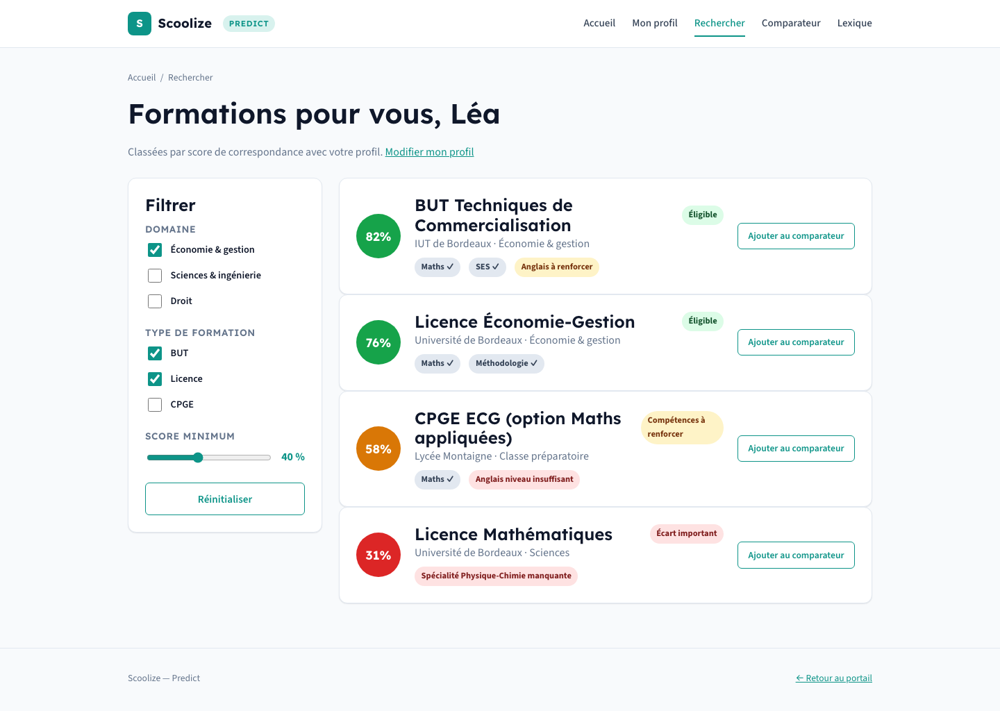 S Scoolize PREDICT
Accueil Mon profil Rechercher Comparateur Lexique
Accueil / Rechercher
Formations pour vous, Léa
Classées par score de correspondance avec votre profil. Modifier mon profil
Filtrer
DOMAINE
Économie & gestion
Sciences & ingénierie
Droit
TYPE DE FORMATION
BUT
Licence
CPGE
SCORE MINIMUM
40 %
Réinitialiser
82%
BUT Techniques de
Commercialisation
IUT de Bordeaux · Économie & gestion
Maths ✓ SES ✓ Anglais à renforcer
Éligible
Ajouter au comparateur
76%
Licence Économie-Gestion
Université de Bordeaux · Économie & gestion
Maths ✓ Méthodologie ✓
Éligible
Ajouter au comparateur
58%
CPGE ECG (option Maths
appliquées)
Lycée Montaigne · Classe préparatoire
Maths ✓ Anglais niveau insuffisant
Compétences à
renforcer
Ajouter au comparateur
31%
Licence Mathématiques
Université de Bordeaux · Sciences
Spécialité Physique-Chimie manquante
Écart important
Ajouter au comparateur
Scoolize — Predict
← Retour au portail